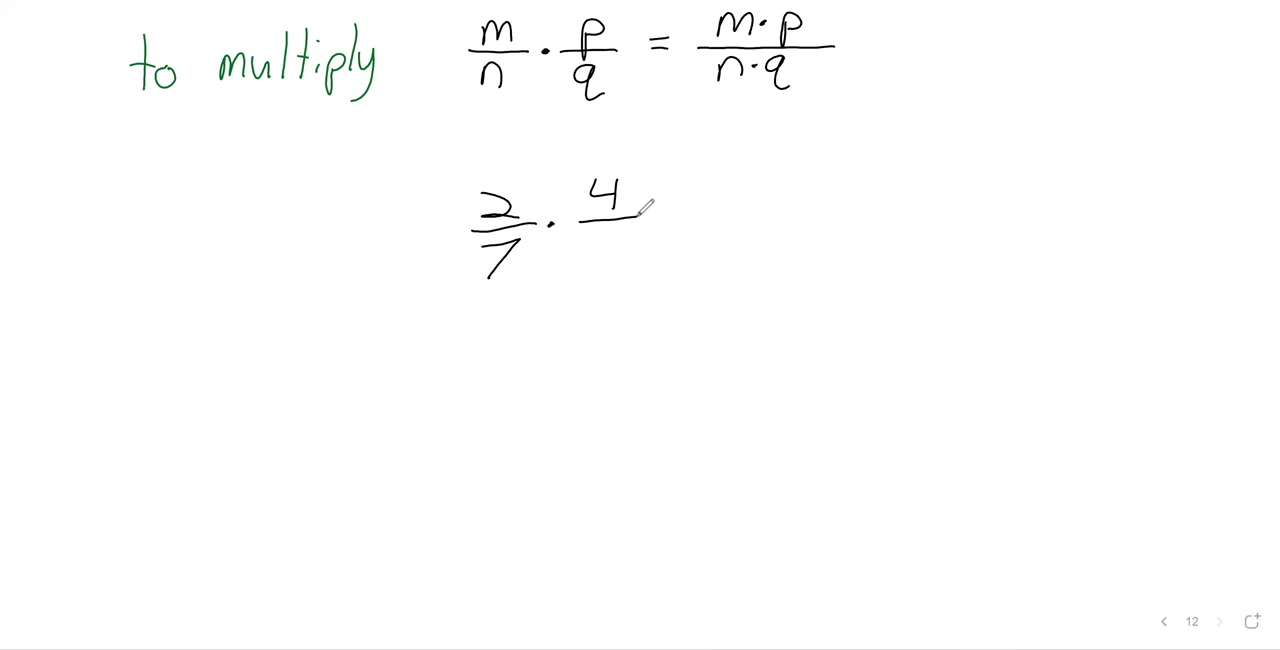 to multiply m/n · p/q = m·p/n·q
2/7 · 4/
12